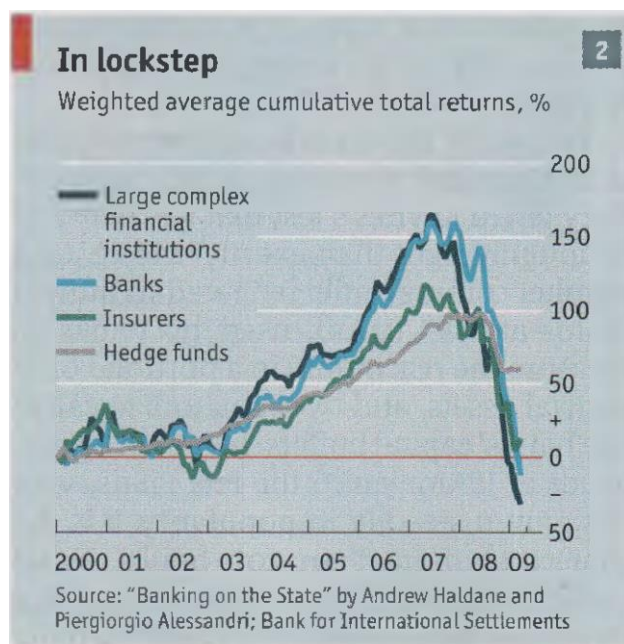 In lockstep
2
Weighted average cumulative total returns, %
200
Large complex
financial
institutions
150
Banks
100
Insurers
Hedge funds
50
+
0
–
50
2000 01 02 03 04 05 06 07 08 09
Source: "Banking on the State" by Andrew Haldane and
Piergiorgio Alessandri; Bank for International Settlements